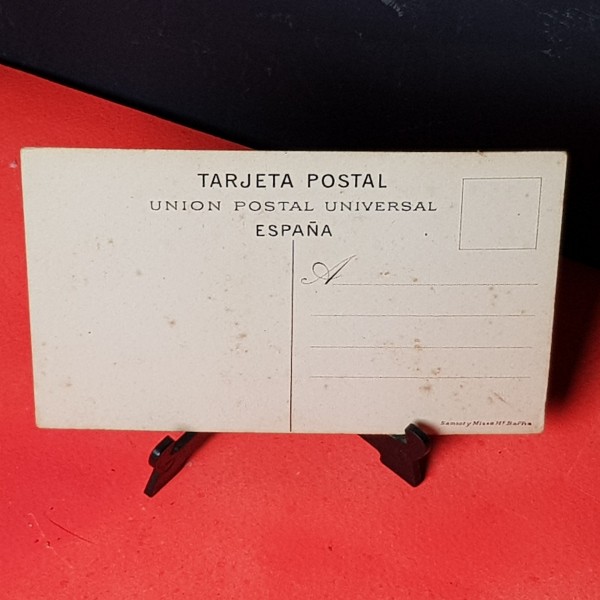 TARJETA POSTAL
UNION POSTAL UNIVERSAL
ESPAÑA
A